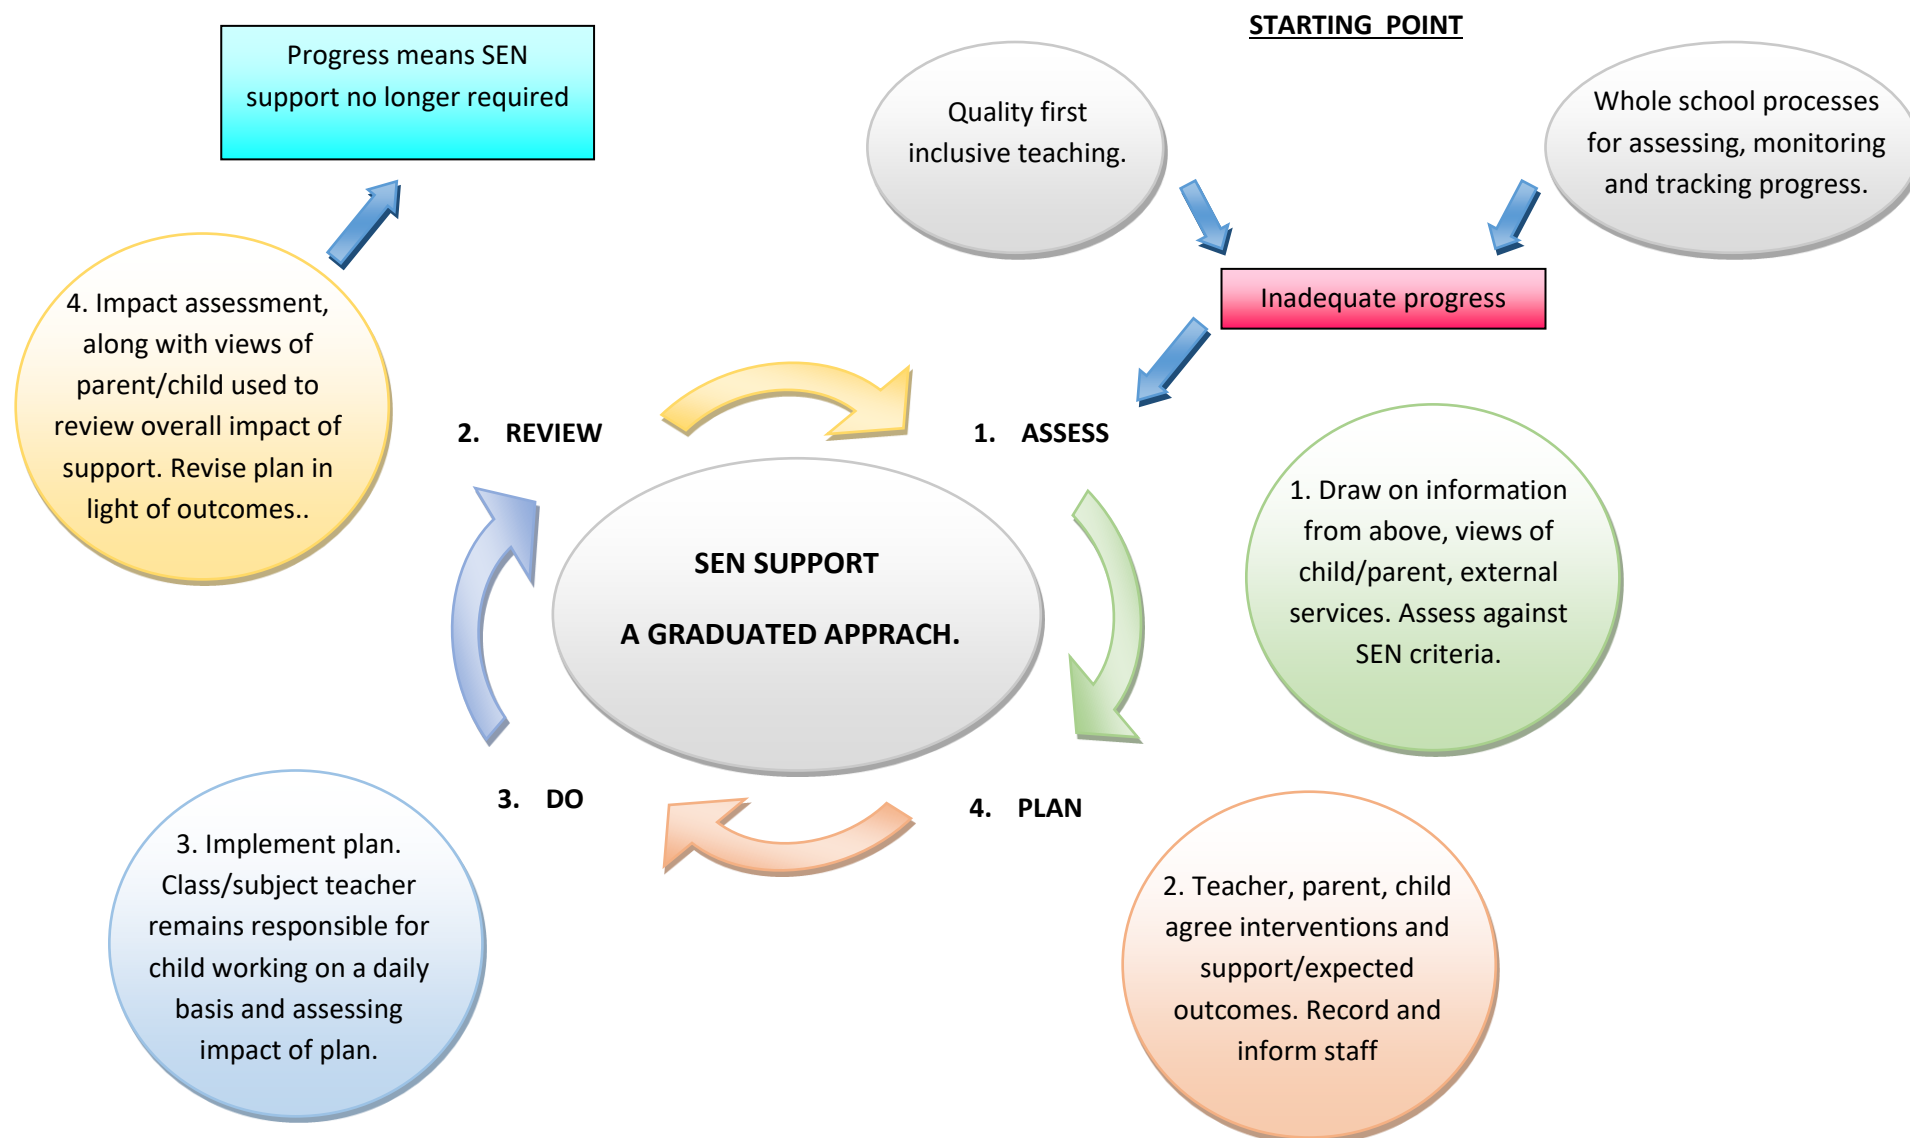 STARTING POINT
Progress means SEN
support no longer required
Quality first
inclusive teaching.
Whole school processes
for assessing, monitoring
and tracking progress.
Inadequate progress
4. Impact assessment,
along with views of
parent/child used to
review overall impact of
support. Revise plan in
light of outcomes..
2. REVIEW
1. ASSESS
1. Draw on information
from above, views of
child/parent, external
services. Assess against
SEN criteria.
SEN SUPPORT
A GRADUATED APPRACH.
3. DO
4. PLAN
3. Implement plan.
Class/subject teacher
remains responsible for
child working on a daily
basis and assessing
impact of plan.
2. Teacher, parent, child
agree interventions and
support/expected
outcomes. Record and
inform staff